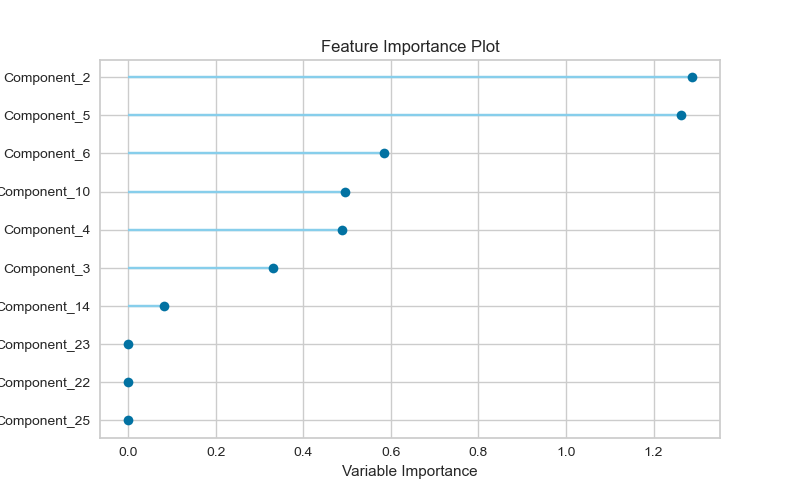 Feature Importance Plot
Component_2
Component_5
Component_6
Component_10
Component_4
Component_3
Component_14
Component_23
Component_22
Component_25
0.0 0.2 0.4 0.6 0.8 1.0 1.2
Variable Importance